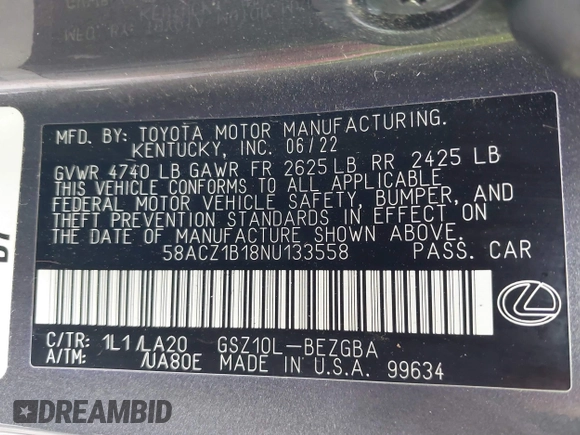 MFD. BY: TOYOTA MOTOR MANUFACTURING.
KENTUCKY, INC. 06/22
GVWR 4740 LB GAWR FR 2625 LB RR 2425 LB
THIS VEHICLE CONFORMS TO ALL APPLICABLE
FEDERAL MOTOR VEHICLE SAFETY, BUMPER, AND
THEFT PREVENTION STANDARDS IN EFFECT ON
THE DATE OF MANUFACTURE SHOWN ABOVE.
58ACZ1B18NU133558 PASS. CAR
C/TR: 1L1/LA20 GSZ10L-BEZGBA
A/TM: /UA80E MADE IN U.S.A. 99634
DREAMBID